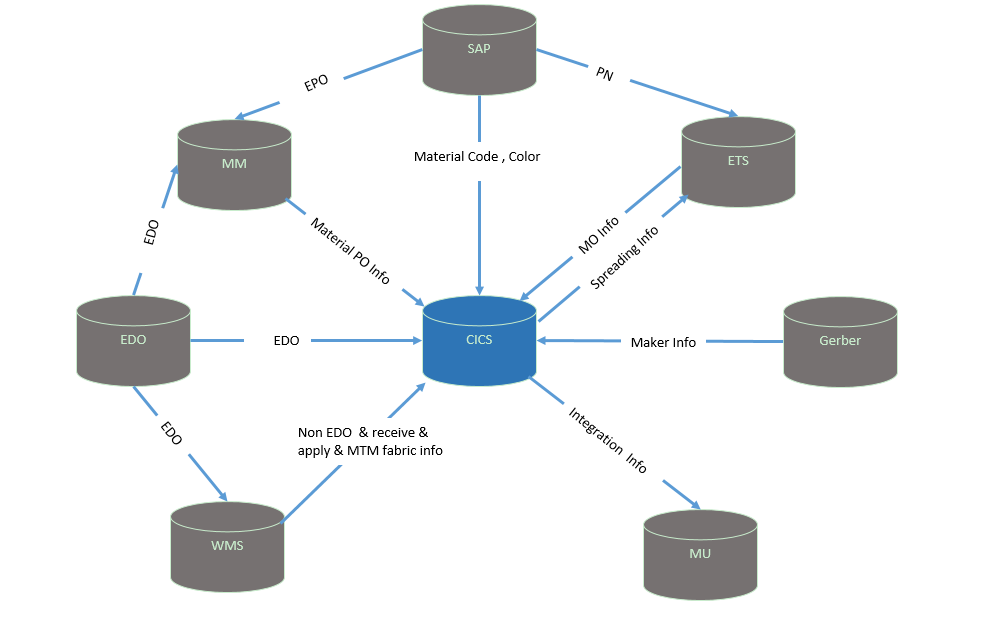 SAP
EPO
PN
MM
Material Code , Color
ETS
EDO
Material PO Info
MO Info
Spreading Info
EDO
EDO
CICS
Maker Info
Gerber
EDO
Non EDO & receive &
apply & MTM fabric info
Integration Info
WMS
MU